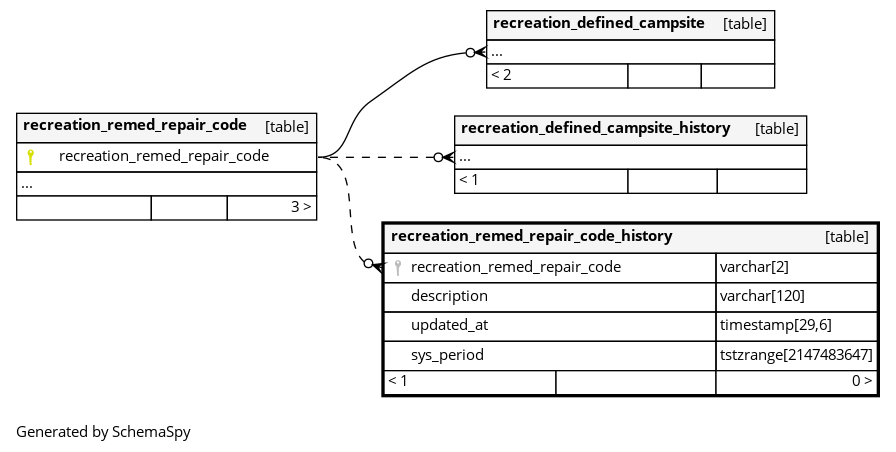 recreation_defined_campsite [table]
...
< 2
recreation_remed_repair_code [table]
recreation_remed_repair_code
...
3 >
recreation_defined_campsite_history [table]
...
< 1
recreation_remed_repair_code_history [table]
recreation_remed_repair_code varchar[2]
description varchar[120]
updated_at timestamp[29,6]
sys_period tstzrange[2147483647]
< 1 0 >
Generated by SchemaSpy